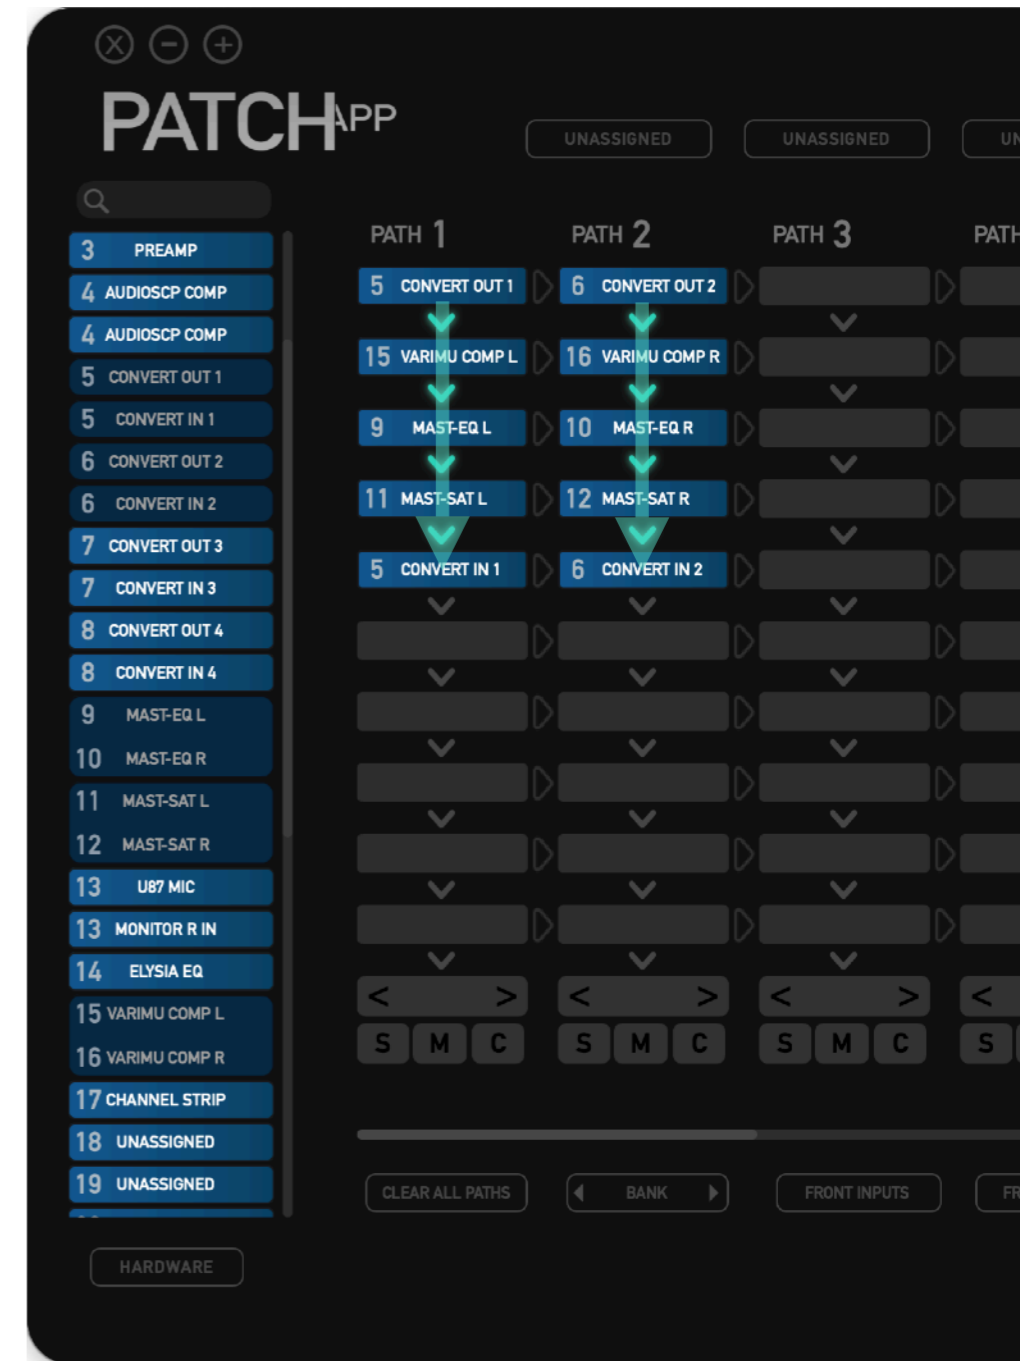 PATCHAPP
UNASSIGNED UNASSIGNED
PATH 1 PATH 2 PATH 3 PATH
3 PREAMP
4 AUDIOSCP COMP
4 AUDIOSCP COMP
5 CONVERT OUT 1
5 CONVERT IN 1
6 CONVERT OUT 2
6 CONVERT IN 2
7 CONVERT OUT 3
7 CONVERT IN 3
8 CONVERT OUT 4
8 CONVERT IN 4
9 MAST-EQ L
10 MAST-EQ R
11 MAST-SAT L
12 MAST-SAT R
13 U87 MIC
13 MONITOR R IN
14 ELYSIA EQ
15 VARIMU COMP L
16 VARIMU COMP R
17 CHANNEL STRIP
18 UNASSIGNED
19 UNASSIGNED
HARDWARE
5 CONVERT OUT 1 6 CONVERT OUT 2
15 VARIMU COMP L 16 VARIMU COMP R
9 MAST-EQ L 10 MAST-EQ R
11 MAST-SAT L 12 MAST-SAT R
5 CONVERT IN 1 6 CONVERT IN 2
< > < > < > <
S M C S M C S M C S
CLEAR ALL PATHS BANK FRONT INPUTS